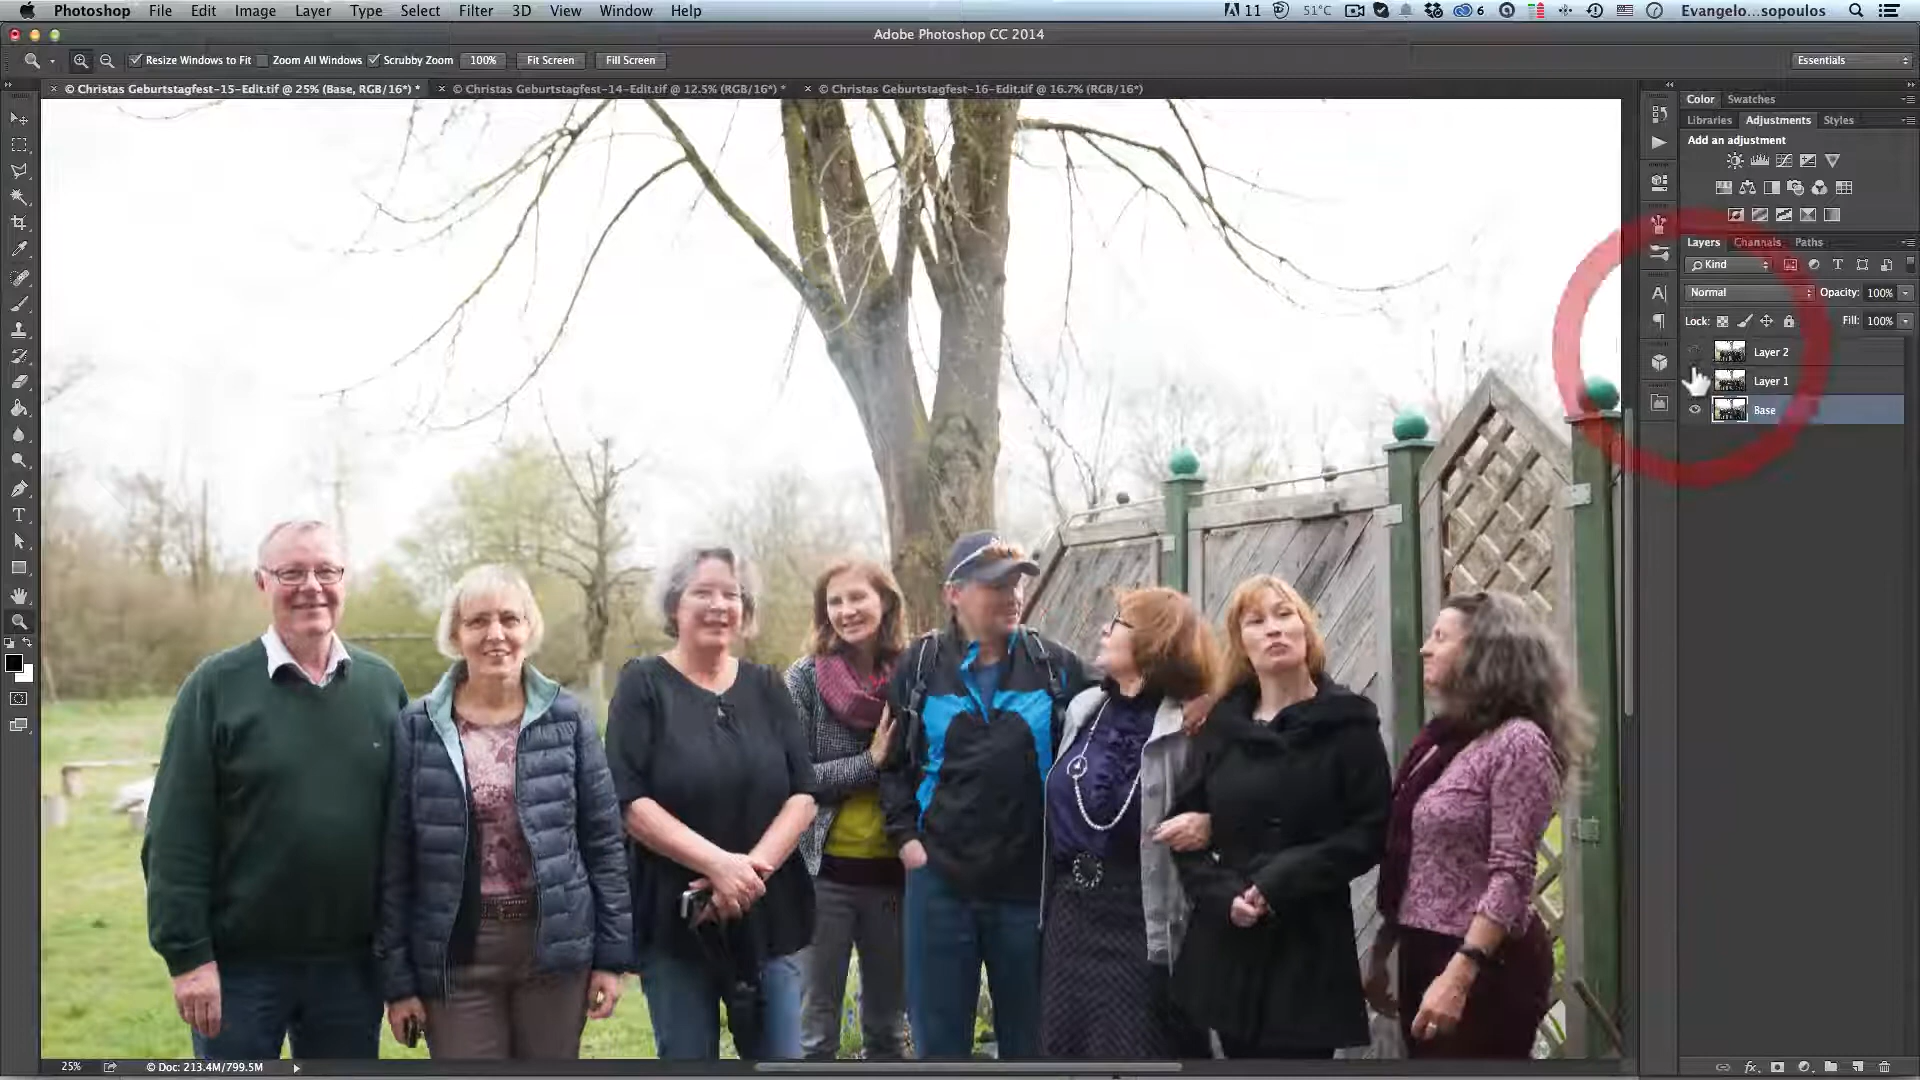 Photoshop File Edit Image Layer Type Select Filter 3D View Window Help 11 51°C 6 Evangelo...sopoulos
Adobe Photoshop CC 2014
Resize Windows to Fit Zoom All Windows Scrubby Zoom 100% Fit Screen Fill Screen Essentials
× © Christas Geburtstagfest-15-Edit.tif @ 25% (Base, RGB/16*) * × © Christas Geburtstagfest-14-Edit.tif @ 12.5% (RGB/16*) * × © Christas Geburtstagfest-16-Edit.tif @ 16.7% (RGB/16*)
Color Swatches
Libraries Adjustments Styles
Add an adjustment
Layers Channels Paths
Kind
Normal Opacity: 100%
Lock: Fill: 100%
Layer 2
Layer 1
Base
25% © Doc: 213.4M/799.5M